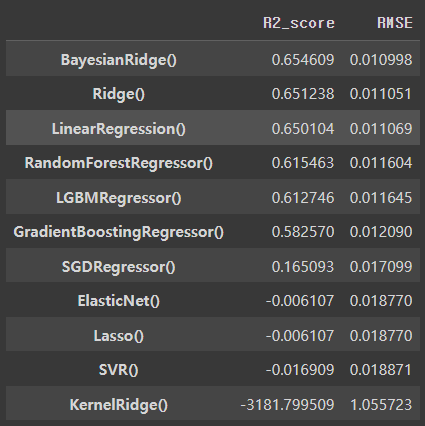 R2_score RMSE
BayesianRidge() 0.654609 0.010998
Ridge() 0.651238 0.011051
LinearRegression() 0.650104 0.011069
RandomForestRegressor() 0.615463 0.011604
LGBMRegressor() 0.612746 0.011645
GradientBoostingRegressor() 0.582570 0.012090
SGDRegressor() 0.165093 0.017099
ElasticNet() -0.006107 0.018770
Lasso() -0.006107 0.018770
SVR() -0.016909 0.018871
KernelRidge() -3181.799509 1.055723